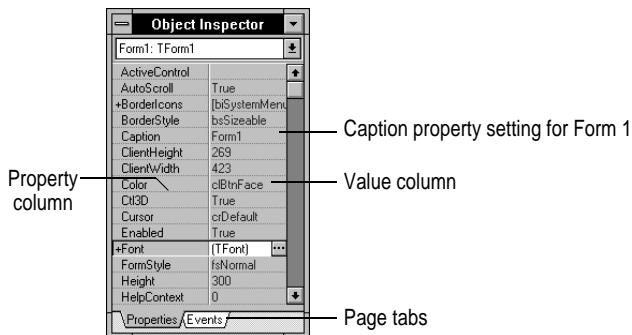 Object Inspector
Form1: TForm1
ActiveControl
AutoScroll True
+BorderIcons [biSystemMenu
BorderStyle bsSizeable
Caption Form1
Caption property setting for Form 1
ClientHeight 269
ClientWidth 423
Property column
Color clBtnFace
Value column
Ctl3D True
Cursor crDefault
Enabled True
+Font (TFont) ...
FormStyle fsNormal
Height 300
HelpContext 0
Properties Events
Page tabs